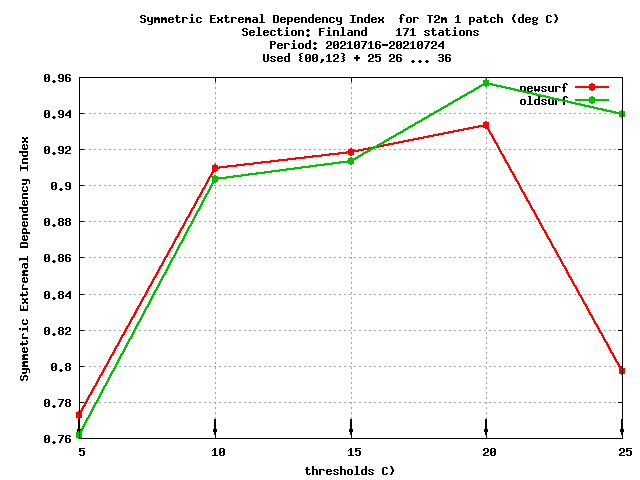 Symmetric Extremal Dependency Index  for T2m 1 patch (deg C)
Selection: Finland    171 stations
Period: 20210716-20210724
Used {00,12} + 25 26 ... 36
newsurf
oldsurf
Symmetric Extremal Dependency Index
0.96
0.94
0.92
0.9
0.88
0.86
0.84
0.82
0.8
0.78
0.76
5 10 15 20 25
thresholds C)